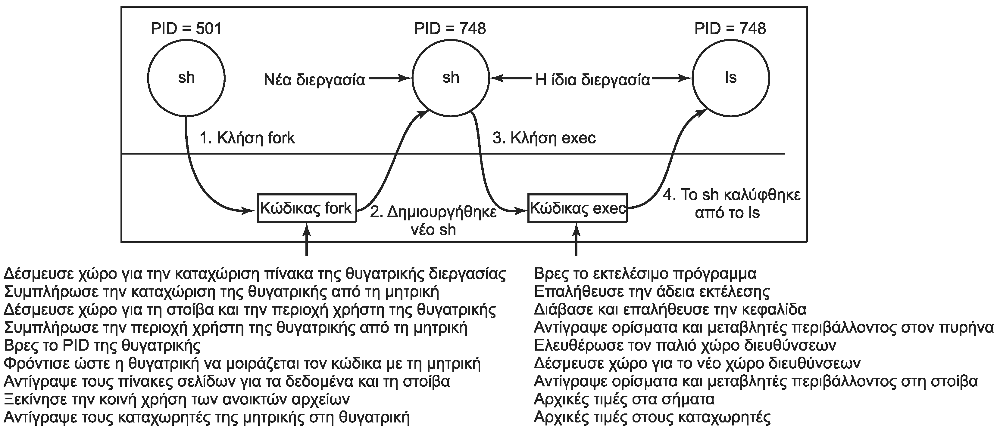 PID = 501
PID = 748
PID = 748
sh
Νέα διεργασία
sh
Η ίδια διεργασία
ls
1. Κλήση fork
3. Κλήση exec
Κώδικας fork
2. Δημιουργήθηκε
νέο sh
Κώδικας exec
4. Το sh καλύφθηκε
από το ls
Δέσμευσε χώρο για την καταχώριση πίνακα της θυγατρικής διεργασίας
Συμπλήρωσε την καταχώριση της θυγατρικής από τη μητρική
Δέσμευσε χώρο για τη στοίβα και την περιοχή χρήστη της θυγατρικής
Συμπλήρωσε την περιοχή χρήστη της θυγατρικής από τη μητρική
Βρες το PID της θυγατρικής
Φρόντισε ώστε η θυγατρική να μοιράζεται τον κώδικα με τη μητρική
Αντίγραψε τους πίνακες σελίδων για τα δεδομένα και τη στοίβα
Ξεκίνησε την κοινή χρήση των ανοικτών αρχείων
Αντίγραψε τους καταχωρητές της μητρικής στη θυγατρική
Βρες το εκτελέσιμο πρόγραμμα
Επαλήθευσε την άδεια εκτέλεσης
Διάβασε και επαλήθευσε την κεφαλίδα
Αντίγραψε ορίσματα και μεταβλητές περιβάλλοντος στον πυρήνα
Ελευθέρωσε τον παλιό χώρο διευθύνσεων
Δέσμευσε χώρο για το νέο χώρο διευθύνσεων
Αντίγραψε ορίσματα και μεταβλητές περιβάλλοντος στη στοίβα
Αρχικές τιμές στα σήματα
Αρχικές τιμές στους καταχωρητές